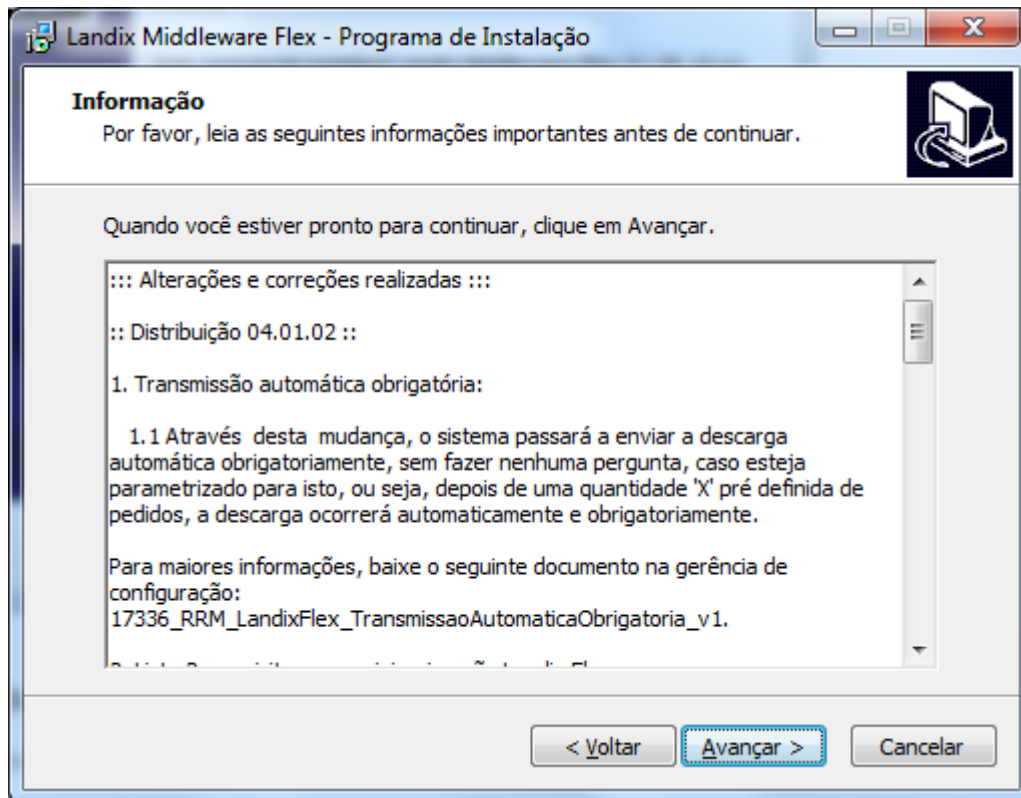 Landix Middleware Flex - Programa de Instalação
Informação
Por favor, leia as seguintes informações importantes antes de continuar.
Quando você estiver pronto para continuar, clique em Avançar.
::: Alterações e correções realizadas :::
:: Distribuição 04.01.02 ::
1. Transmissão automática obrigatória:
1.1 Através desta mudança, o sistema passará a enviar a descarga
automática obrigatoriamente, sem fazer nenhuma pergunta, caso esteja
parametrizado para isto, ou seja, depois de uma quantidade 'X' pré definida de
pedidos, a descarga ocorrerá automaticamente e obrigatoriamente.
Para maiores informações, baixe o seguinte documento na gerência de
configuração:
17336_RRM_LandixFlex_TransmissaoAutomaticaObrigatoria_v1.
< Voltar
Avançar >
Cancelar